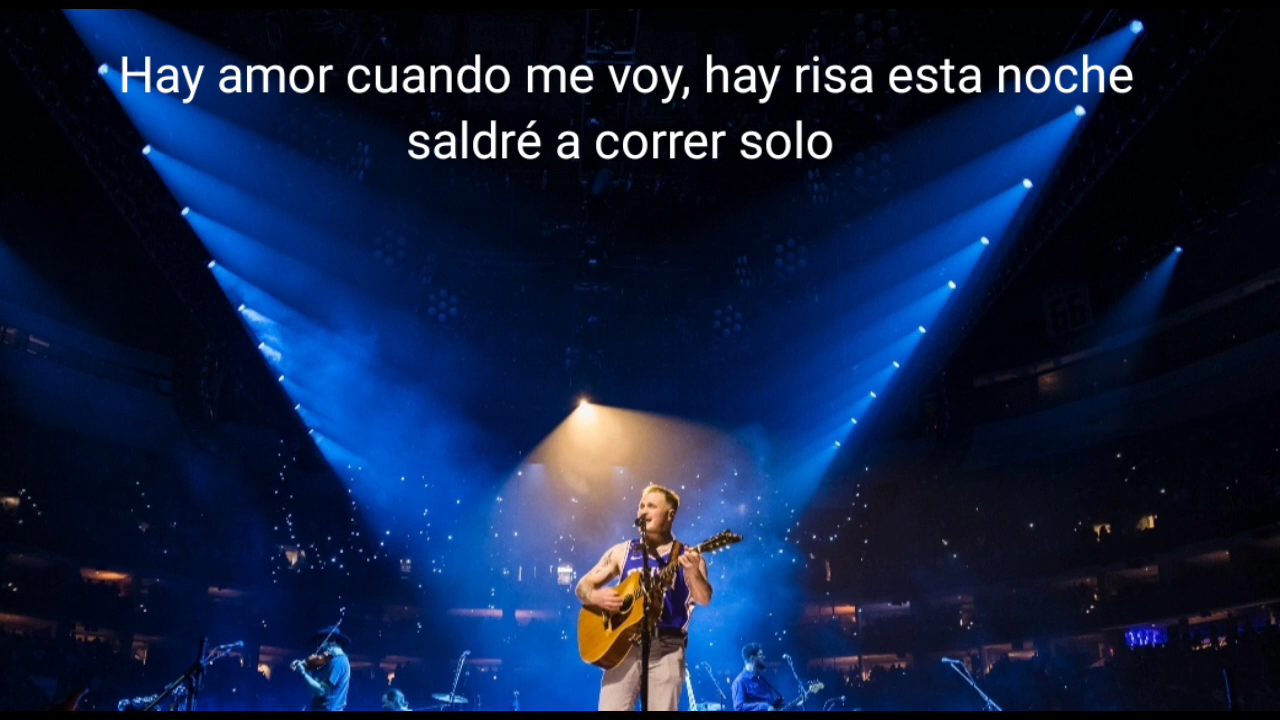 Hay amor cuando me voy, hay risa esta noche
saldré a correr solo